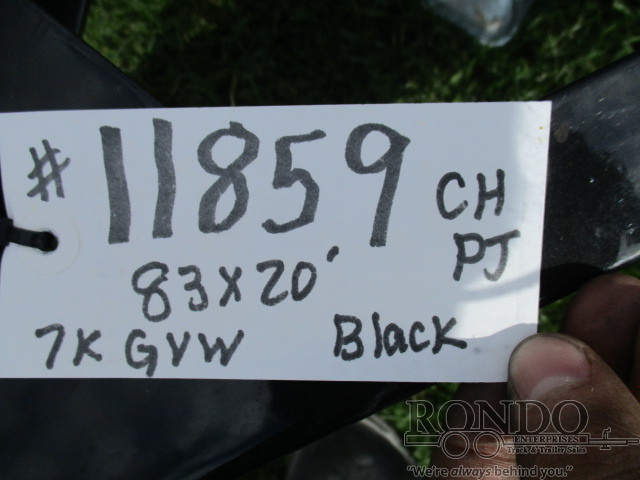 # 11859 CH
PJ
83x20'
7K GVW Black
RONDO
ENTERPRISES
Truck & Trailer Sales
"We're always behind you."